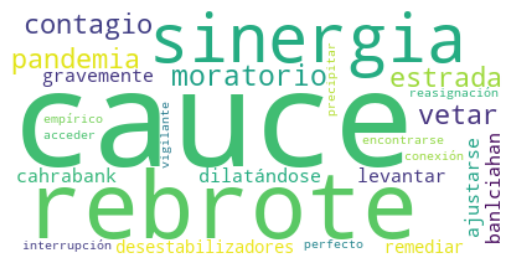 contagio sinergia
pandemia moratorio precipitar estrada
gravemente reasignación
cauce vetar
empírico
acceder vigilante encontrarse
conexión
cahrabank dilatándose levantar ajustarse banlciahan
rebrote
interrupción desestabilizadores perfecto remediar